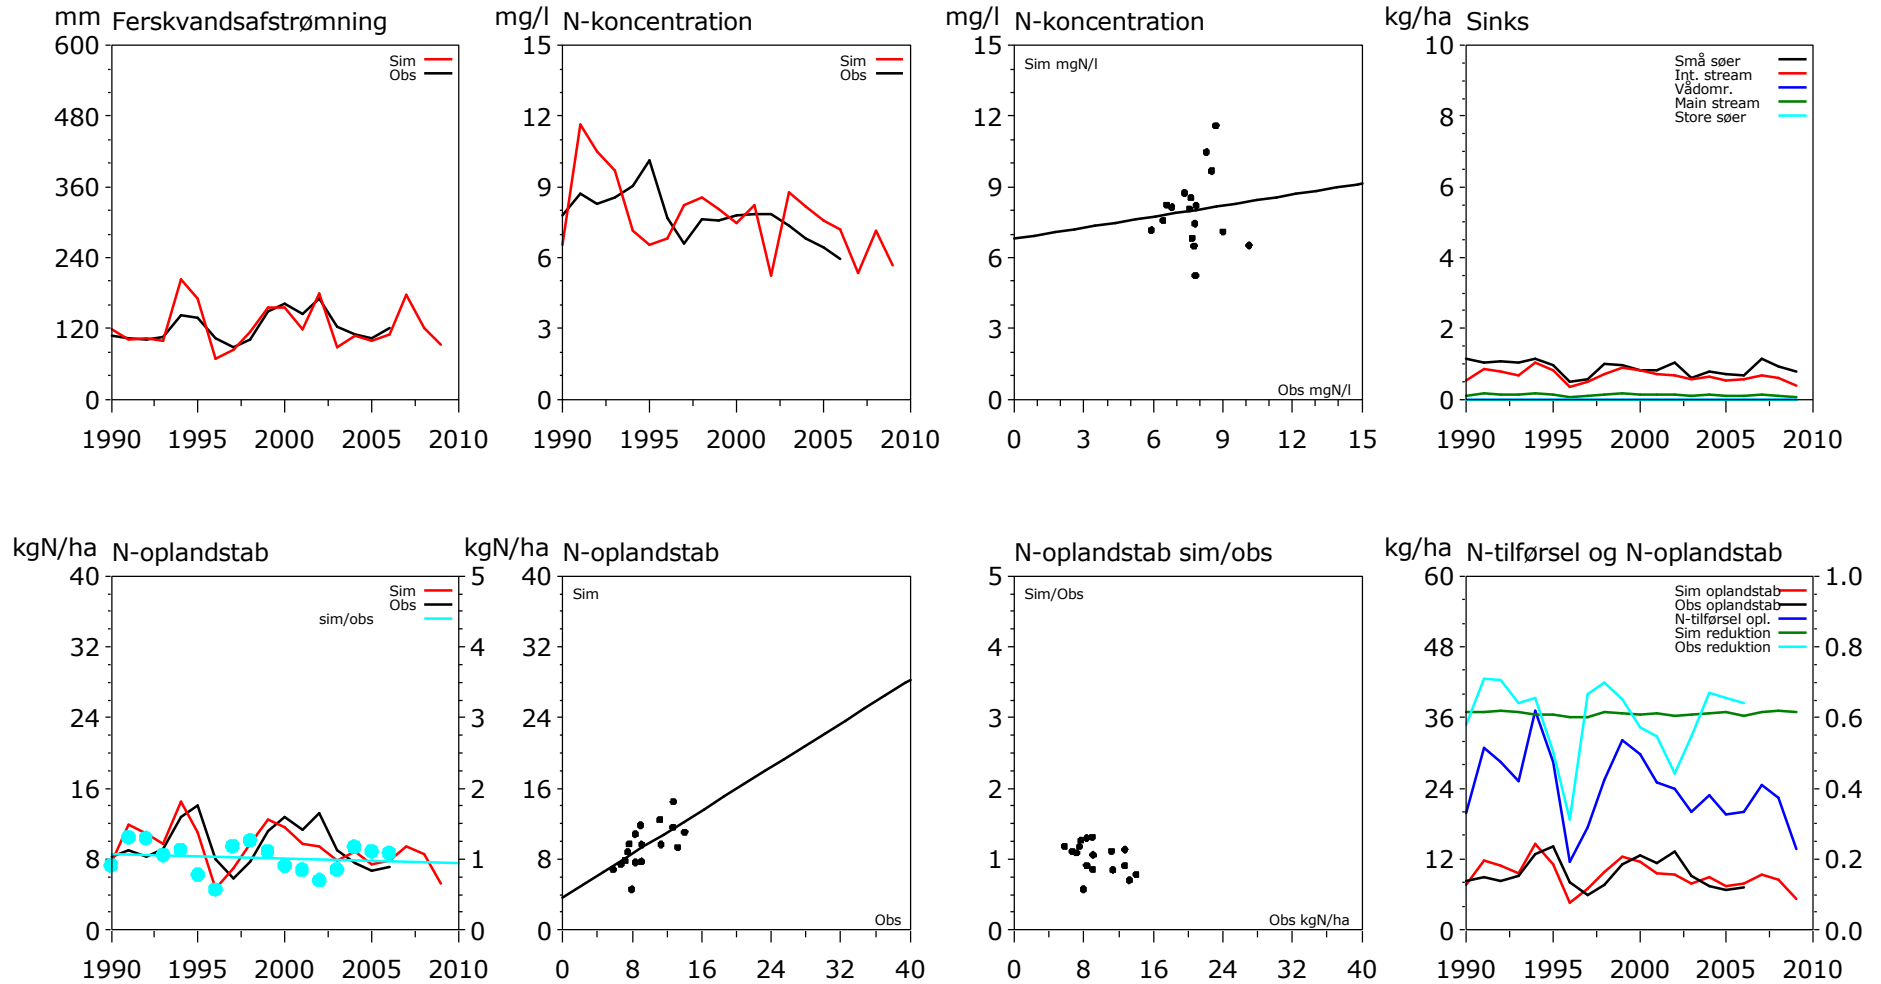 mm Ferskvandsafstrømning
600
480
360
240
120
0
1990 1995 2000 2005 2010
Sim
Obs
mg/l N-koncentration
15
12
9
6
3
0
1990 1995 2000 2005 2010
Sim
Obs
mg/l N-koncentration
15
12
9
6
3
0
0 3 6 9 12 15
Sim mgN/l
Obs mgN/l
kg/ha Sinks
10
8
6
4
2
0
1990 1995 2000 2005 2010
Små søer
Int. stream
Vådomr.
Main stream
Store søer
kgN/ha N-oplandstab
40
32
24
16
8
0
1990 1995 2000 2005 2010
Sim
Obs
sim/obs
5
4
3
2
1
0
kgN/ha N-oplandstab
40
32
24
16
8
0
0 8 16 24 32 40
Sim
Obs
N-oplandstab sim/obs
5
4
3
2
1
0
0 8 16 24 32 40
Sim/Obs
Obs kgN/ha
kg/ha N-tilførsel og N-oplandstab
60
48
36
24
12
0
1990 1995 2000 2005 2010
Sim oplandstab
Obs oplandstab
N-tilførsel opl.
Sim reduktion
Obs reduktion
1.0
0.8
0.6
0.4
0.2
0.0